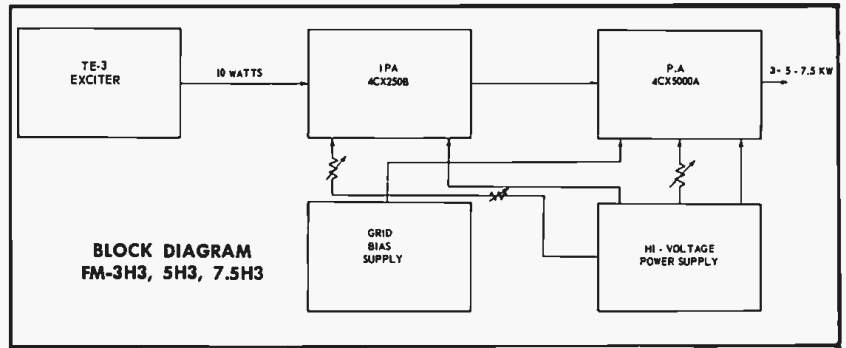 TE-3
EXCITER
10 WATTS
IPA
4CX250B
P.A
4CX5000A
3 - 5 - 7.5 KW
GRID
BIAS
SUPPLY
HI - VOLTAGE
POWER SUPPLY
BLOCK DIAGRAM
FM-3H3, 5H3, 7.5H3